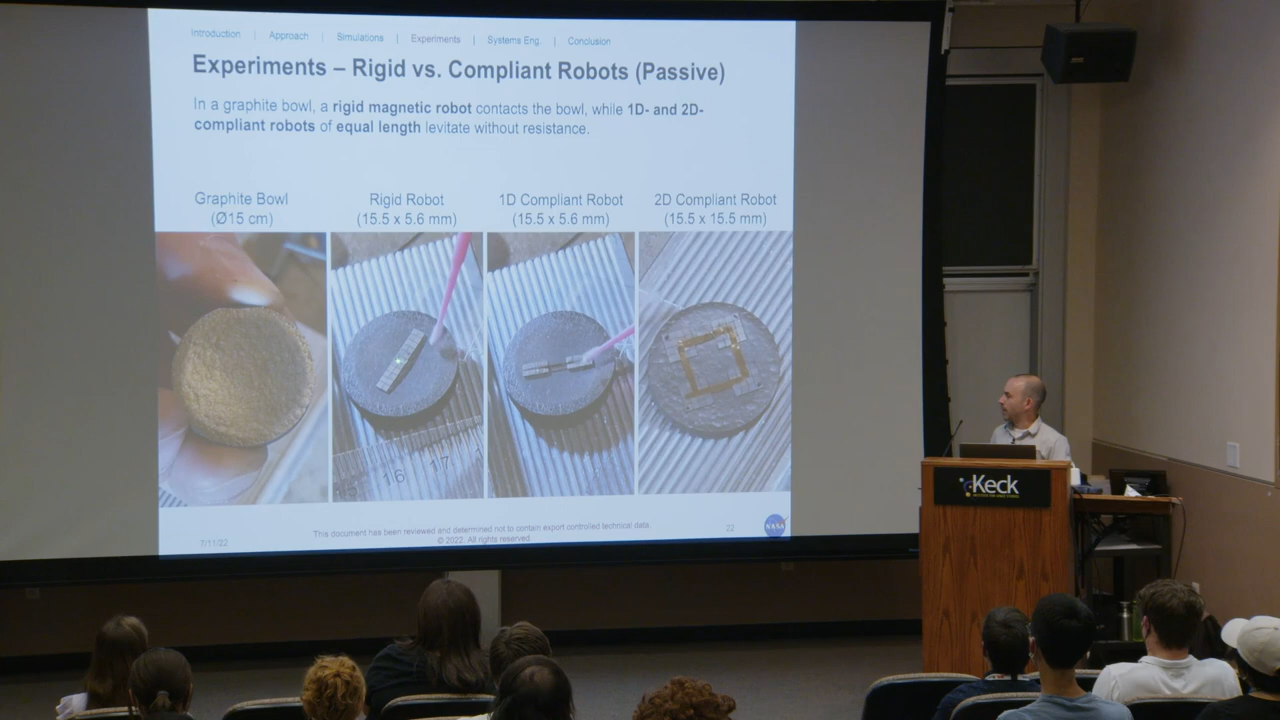 Introduction | Approach | Simulations | Experiments | Systems Eng. | Conclusion
Experiments – Rigid vs. Compliant Robots (Passive)
In a graphite bowl, a rigid magnetic robot contacts the bowl, while 1D- and 2D-
compliant robots of equal length levitate without resistance.
Graphite Bowl
(Ø15 cm)
Rigid Robot
(15.5 x 5.6 mm)
1D Compliant Robot
(15.5 x 5.6 mm)
2D Compliant Robot
(15.5 x 15.5 mm)
15 16 17
7/11/22
This document has been reviewed and determined not to contain export controlled technical data.
© 2022. All rights reserved.
22
NASA
Keck